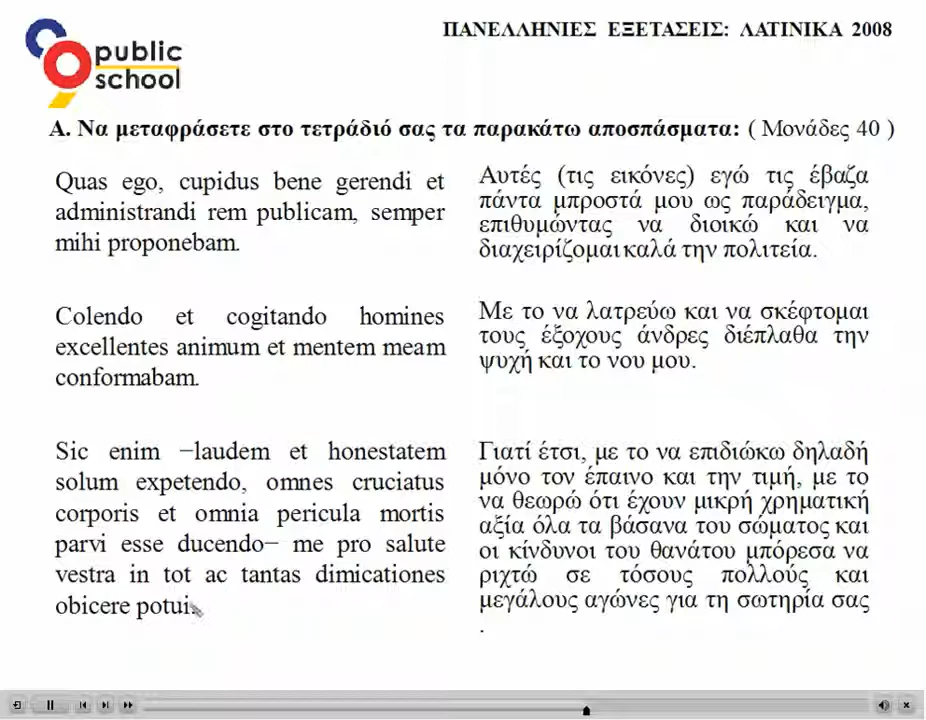 public
school
ΠΑΝΕΛΛΗΝΙΕΣ ΕΞΕΤΑΣΕΙΣ: ΛΑΤΙΝΙΚΑ 2008
Α. Να μεταφράσετε στο τετράδιό σας τα παρακάτω αποσπάσματα: ( Μονάδες 40 )
Quas ego, cupidus bene gerendi et
administrandi rem publicam, semper
mihi proponebam.
Αυτές (τις εικόνες) εγώ τις έβαζα
πάντα μπροστά μου ως παράδειγμα,
επιθυμώντας να διοικώ και να
διαχειρίζομαι καλά την πολιτεία.
Colendo et cogitando homines
excellentes animum et mentem meam
conformabam.
Με το να λατρεύω και να σκέφτομαι
τους έξοχους άνδρες διέπλαθα την
ψυχή και το νου μου.
Sic enim −laudem et honestatem
solum expetendo, omnes cruciatus
corporis et omnia pericula mortis
parvi esse ducendo− me pro salute
vestra in tot ac tantas dimicationes
obicere potui.
Γιατί έτσι, με το να επιδιώκω δηλαδή
μόνο τον έπαινο και την τιμή, με το
να θεωρώ ότι έχουν μικρή χρηματική
αξία όλα τα βάσανα του σώματος και
οι κίνδυνοι του θανάτου μπόρεσα να
ριχτώ σε τόσους πολλούς και
μεγάλους αγώνες για τη σωτηρία σας
.